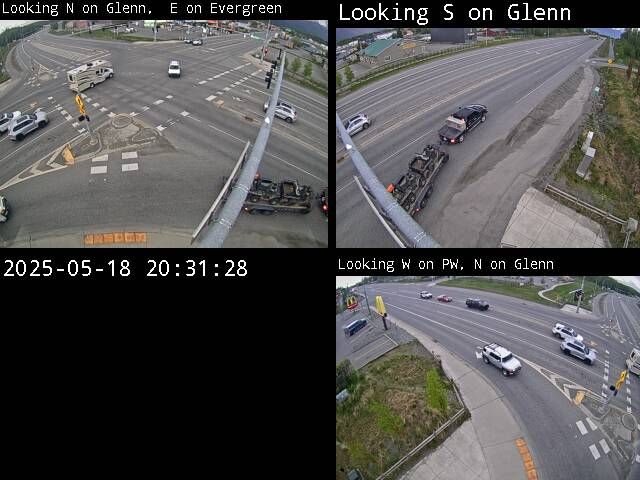 Looking N on Glenn,  E on Evergreen
Looking S on Glenn
2025-05-18 20:31:28
Looking W on PW, N on Glenn